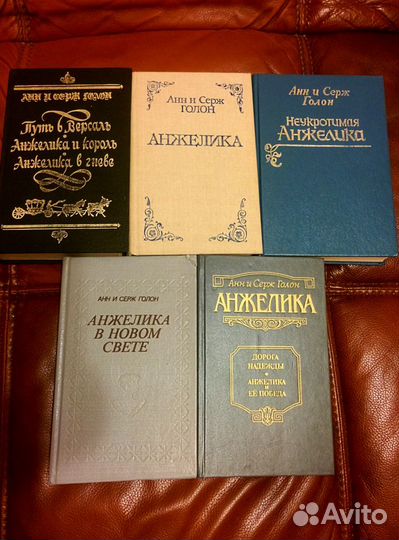 АНН И СЕРЖ ГОЛОН
Путь в Версаль
Анжелика и король
Анжелика в гневе
Анн и Серж
ГОЛОН
АНЖЕЛИКА
Анн и Серж
Голон
Неукротимая
Анжелика
АНН И СЕРЖ ГОЛОН
АНЖЕЛИКА
В НОВОМ
СВЕТЕ
Анн и Серж Голон
АНЖЕЛИКА
ДОРОГА
НАДЕЖДЫ
АНЖЕЛИКА
И
ЕЁ ПОБЕДА
Avito